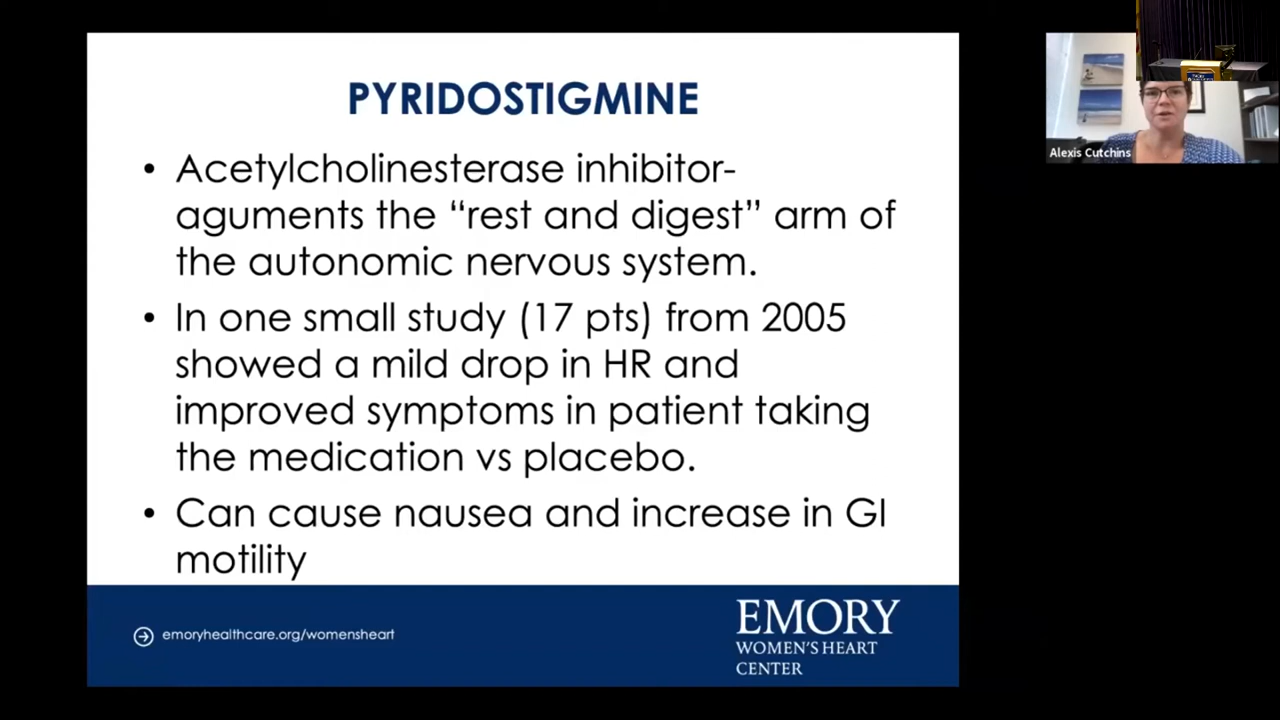 PYRIDOSTIGMINE
• Acetylcholinesterase inhibitor-
aguments the “rest and digest” arm of
the autonomic nervous system.
• In one small study (17 pts) from 2005
showed a mild drop in HR and
improved symptoms in patient taking
the medication vs placebo.
• Can cause nausea and increase in GI
motility
emoryhealthcare.org/womensheart
EMORY
WOMEN'S HEART
CENTER
Alexis Cutchins